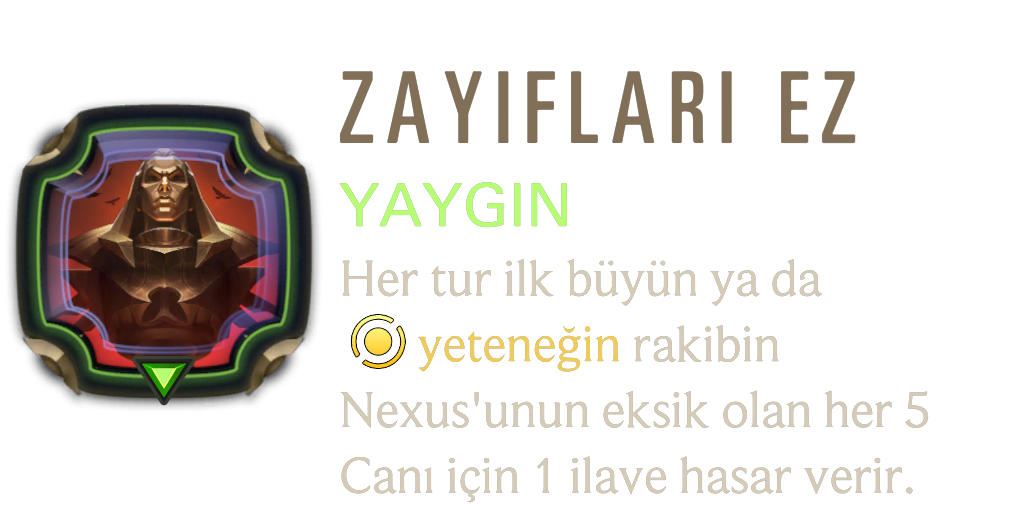 ZAYIFLARI EZ
YAYGIN
Her tur ilk büyün ya da
yeteneğin rakibin
Nexus'unun eksik olan her 5
Canı için 1 ilave hasar verir.